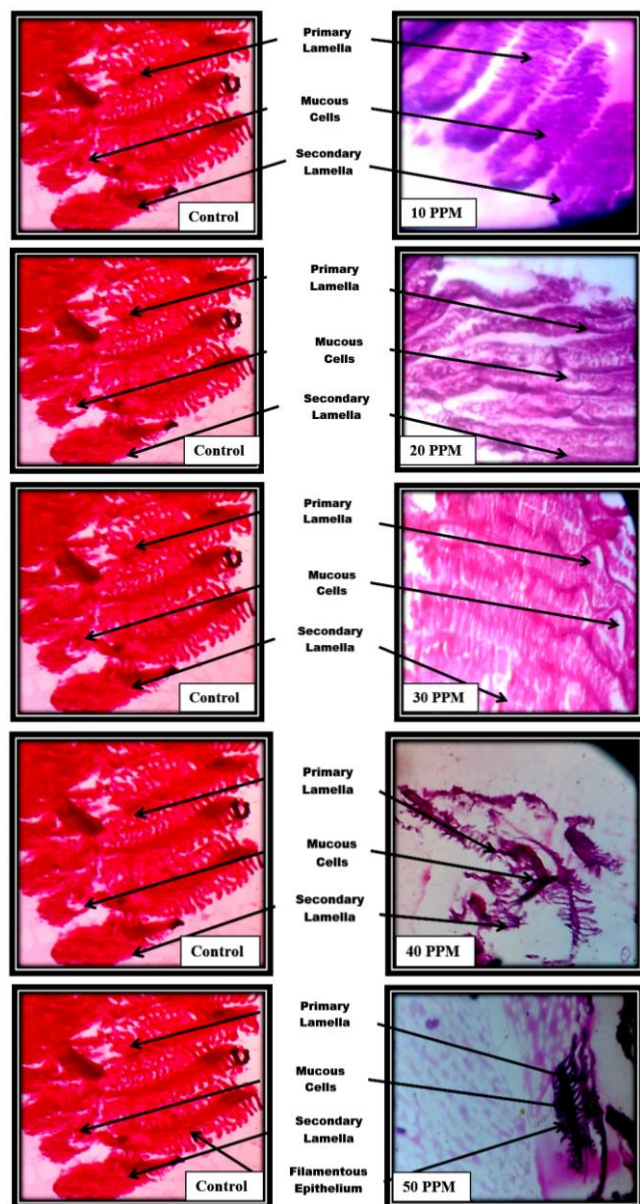 Primary
Lamella
Mucous
Cells
Secondary
Lamella
Control
10 PPM
Primary
Lamella
Mucous
Cells
Secondary
Lamella
Control
20 PPM
Primary
Lamella
Mucous
Cells
Secondary
Lamella
Control
30 PPM
Primary
Lamella
Mucous
Cells
Secondary
Lamella
Control
40 PPM
Primary
Lamella
Mucous
Cells
Secondary
Lamella
Filamentous
Epithelium
Control
50 PPM